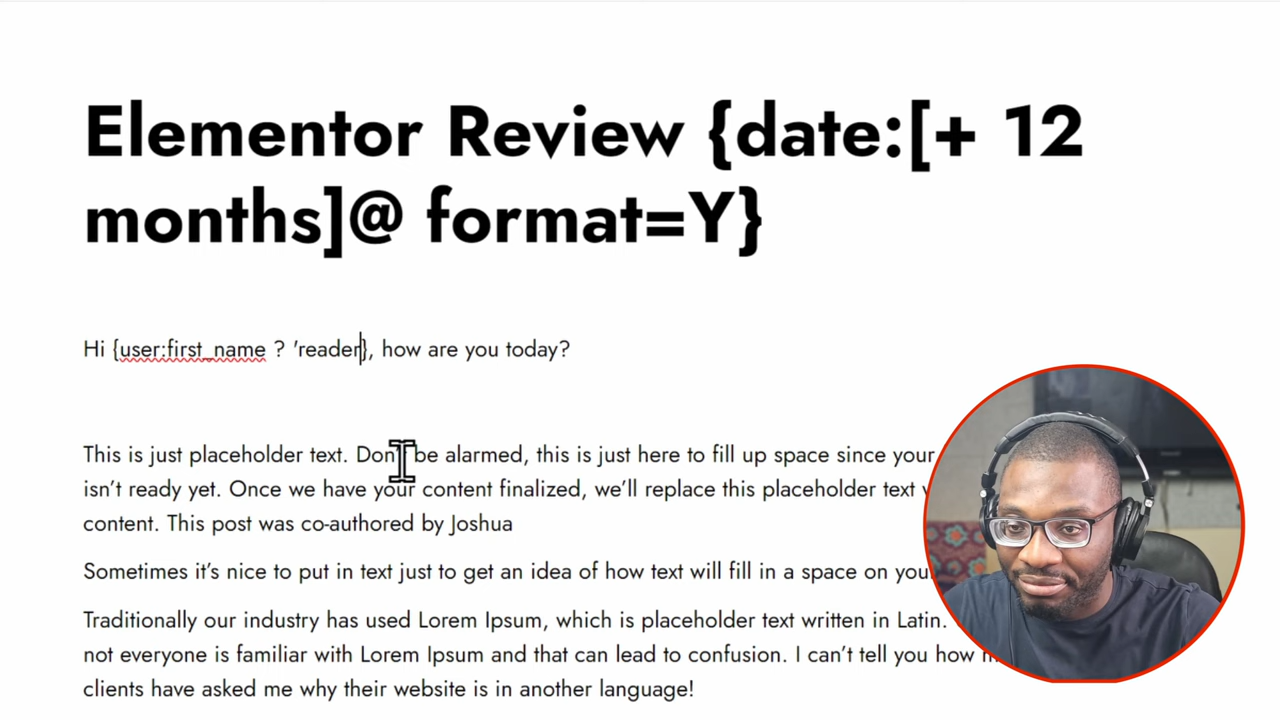 Elementor Review {date:[+ 12
months]@ format=Y}
Hi {user:first_name ? 'reader}, how are you today?
This is just placeholder text. Don't be alarmed, this is just here to fill up space since your
isn't ready yet. Once we have your content finalized, we'll replace this placeholder text
content. This post was co-authored by Joshua
Sometimes it's nice to put in text just to get an idea of how text will fill in a space on
Traditionally our industry has used Lorem Ipsum, which is placeholder text written in Latin.
not everyone is familiar with Lorem Ipsum and that can lead to confusion. I can't tell you how
clients have asked me why their website is in another language!